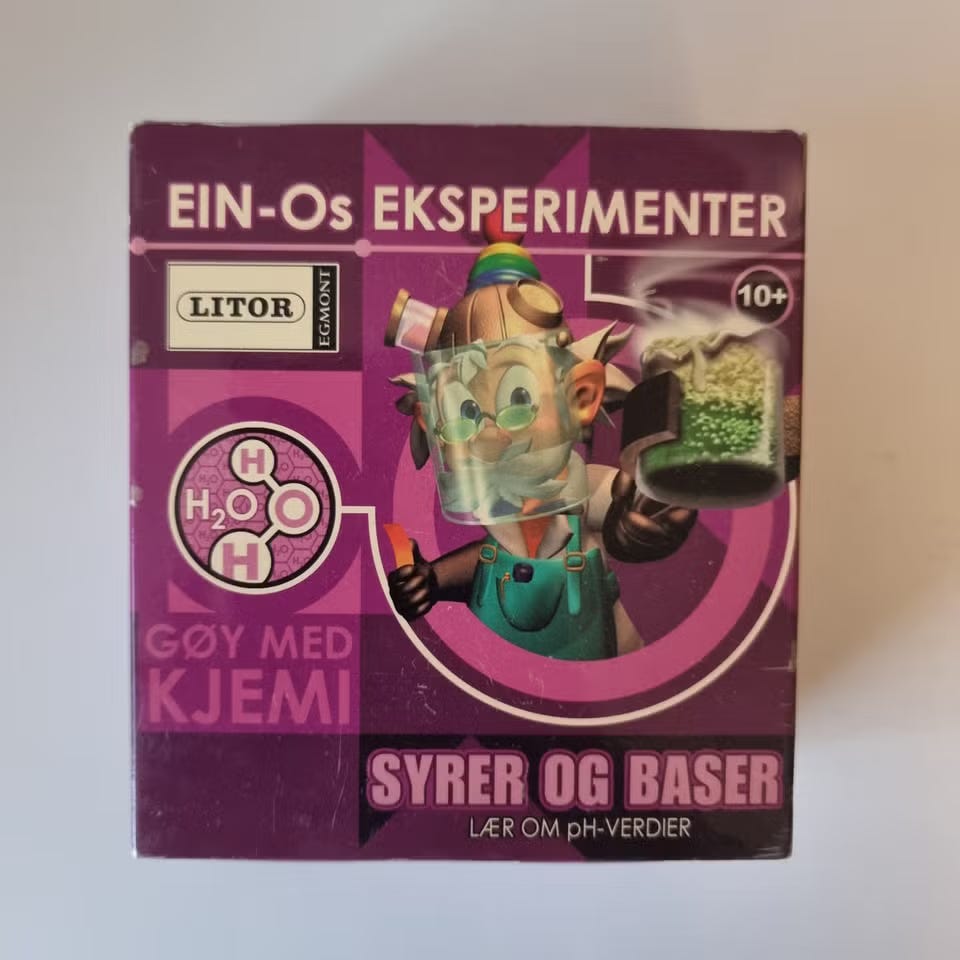 EIN-Os EKSPERIMENTER
LITOR
EGMONT
10+
H
H₂O
O
H
GØY MED
KJEMI
SYRER OG BASER
LÆR OM pH-VERDIER